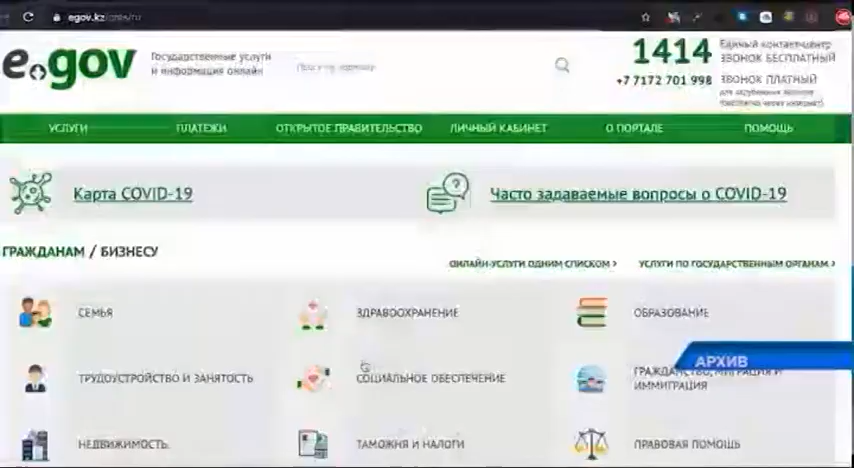 egov.kz/cms/ru
egov
Государственные услуги
и информация онлайн
1414
Единый контакт-центр
ЗВОНОК БЕСПЛАТНЫЙ
+7 7172 701 998
ЗВОНОК ПЛАТНЫЙ
УСЛУГИ
ПЛАТЕЖИ
ОТКРЫТОЕ ПРАВИТЕЛЬСТВО
ЛИЧНЫЙ КАБИНЕТ
О ПОРТАЛЕ
ПОМОЩЬ
Карта COVID-19
Часто задаваемые вопросы о COVID-19
ГРАЖДАНАМ / БИЗНЕСУ
ОНЛАЙН-УСЛУГИ ОДНИМ СПИСКОМ ›
УСЛУГИ ПО ГОСУДАРСТВЕННЫМ ОРГАНАМ ›
СЕМЬЯ
ЗДРАВООХРАНЕНИЕ
ОБРАЗОВАНИЕ
АРХИВ
ТРУДОУСТРОЙСТВО И ЗАНЯТОСТЬ
СОЦИАЛЬНОЕ ОБЕСПЕЧЕНИЕ
ГРАЖДАНСТВО, МИГРАЦИЯ И
ИММИГРАЦИЯ
НЕДВИЖИМОСТЬ
ТАМОЖНЯ И НАЛОГИ
ПРАВОВАЯ ПОМОЩЬ